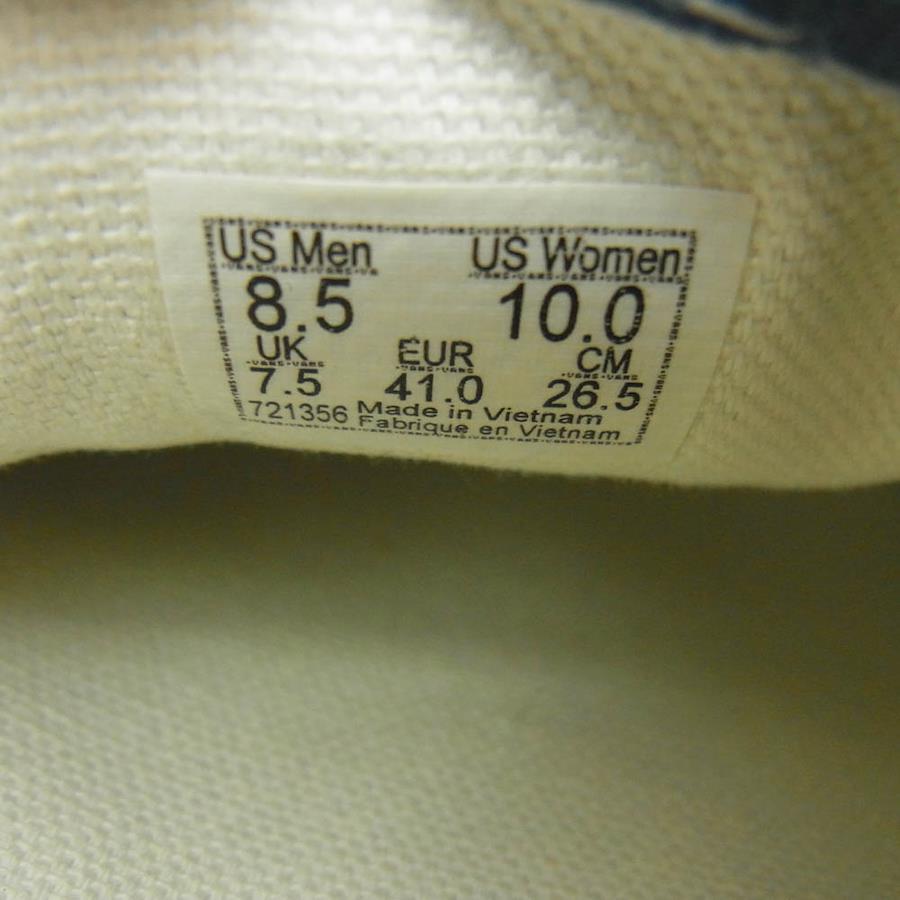 US Men US Women
8.5 10.0
UK EUR CM
7.5 41.0 26.5
721356 Made in Vietnam
Fabrique en Vietnam